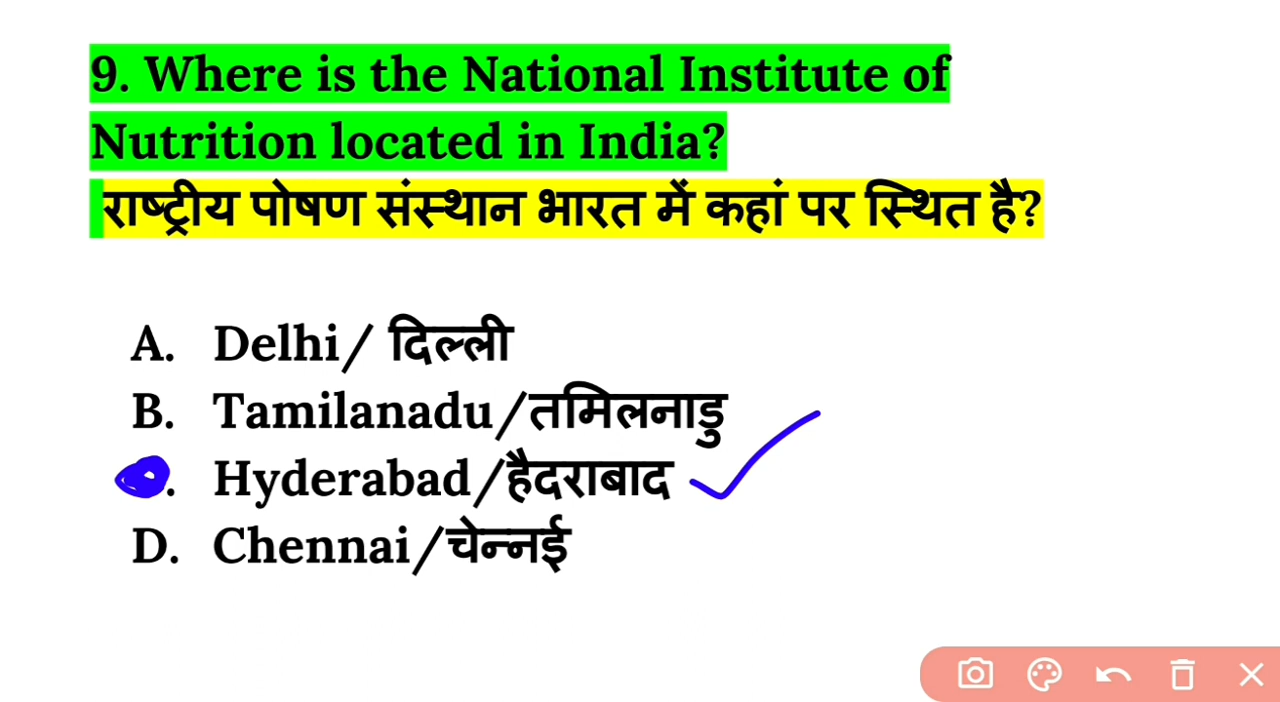 9. Where is the National Institute of
Nutrition located in India?
राष्ट्रीय पोषण संस्थान भारत में कहां पर स्थित है?
A. Delhi/ दिल्ली
B. Tamilanadu/तमिलनाडु
. Hyderabad/हैदराबाद
D. Chennai/चेन्नई